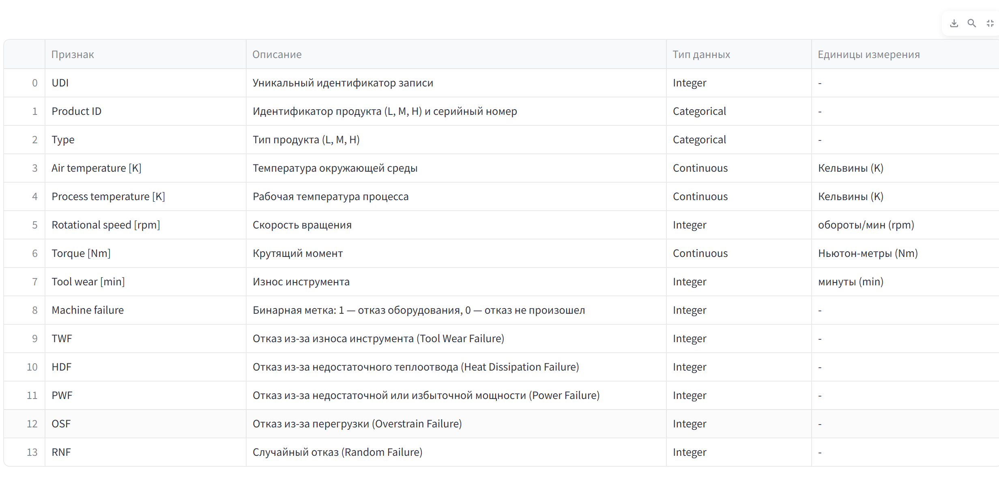 Признак Описание Тип данных Единицы измерения
0 UDI Уникальный идентификатор записи Integer -
1 Product ID Идентификатор продукта (L, M, H) и серийный номер Categorical -
2 Type Тип продукта (L, M, H) Categorical -
3 Air temperature [K] Температура окружающей среды Continuous Кельвины (K)
4 Process temperature [K] Рабочая температура процесса Continuous Кельвины (K)
5 Rotational speed [rpm] Скорость вращения Integer обороты/мин (rpm)
6 Torque [Nm] Крутящий момент Continuous Ньютон-метры (Nm)
7 Tool wear [min] Износ инструмента Integer минуты (min)
8 Machine failure Бинарная метка: 1 — отказ оборудования, 0 — отказ не произошел Integer -
9 TWF Отказ из-за износа инструмента (Tool Wear Failure) Integer -
10 HDF Отказ из-за недостаточного теплоотвода (Heat Dissipation Failure) Integer -
11 PWF Отказ из-за недостаточной или избыточной мощности (Power Failure) Integer -
12 OSF Отказ из-за перегрузки (Overstrain Failure) Integer -
13 RNF Случайный отказ (Random Failure) Integer -